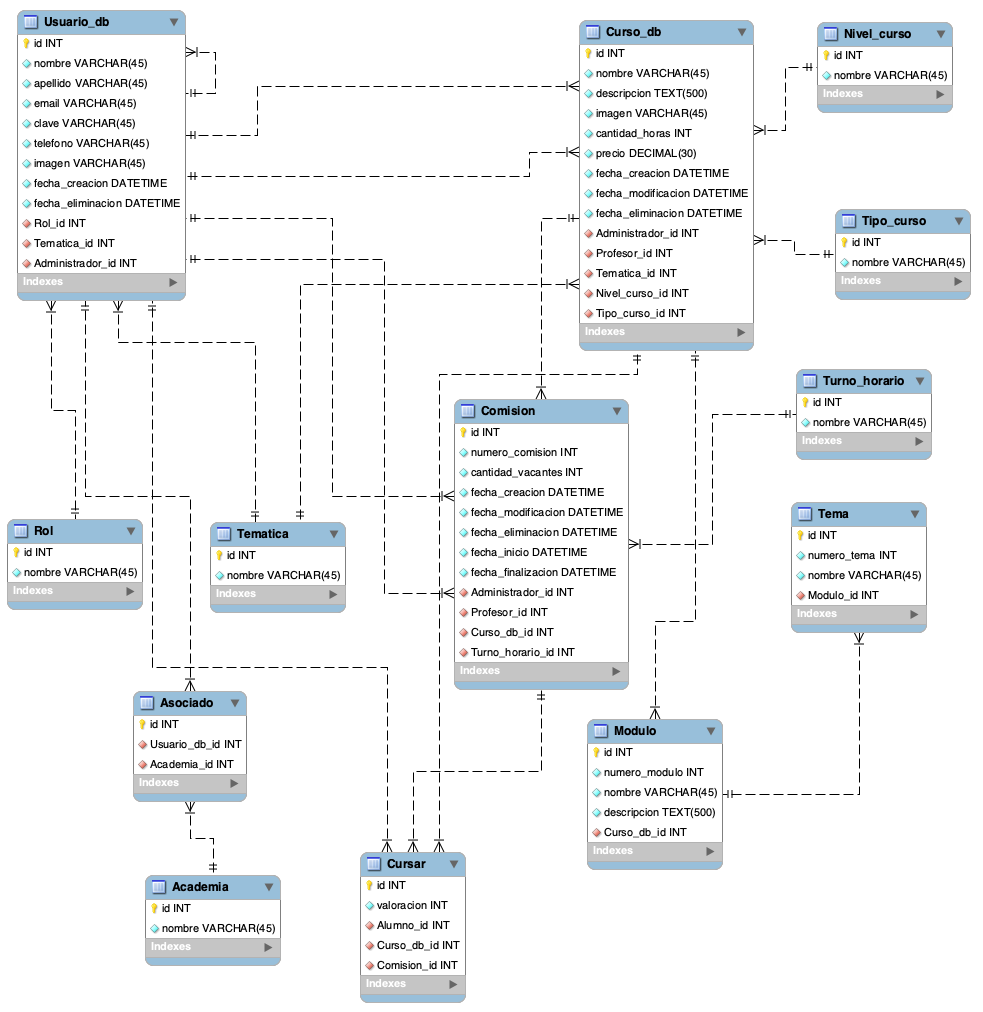 Usuario_db
id INT
nombre VARCHAR(45)
apellido VARCHAR(45)
email VARCHAR(45)
clave VARCHAR(45)
telefono VARCHAR(45)
imagen VARCHAR(45)
fecha_creacion DATETIME
fecha_eliminacion DATETIME
Rol_id INT
Tematica_id INT
Administrador_id INT
Indexes
Curso_db
id INT
nombre VARCHAR(45)
descripcion TEXT(500)
imagen VARCHAR(45)
cantidad_horas INT
precio DECIMAL(30)
fecha_creacion DATETIME
fecha_modificacion DATETIME
fecha_eliminacion DATETIME
Administrador_id INT
Profesor_id INT
Tematica_id INT
Nivel_curso_id INT
Tipo_curso_id INT
Indexes
Nivel_curso
id INT
nombre VARCHAR(45)
Indexes
Tipo_curso
id INT
nombre VARCHAR(45)
Indexes
Turno_horario
id INT
nombre VARCHAR(45)
Indexes
Comision
id INT
numero_comision INT
cantidad_vacantes INT
fecha_creacion DATETIME
fecha_modificacion DATETIME
fecha_eliminacion DATETIME
fecha_inicio DATETIME
fecha_finalizacion DATETIME
Administrador_id INT
Profesor_id INT
Curso_db_id INT
Turno_horario_id INT
Indexes
Rol
id INT
nombre VARCHAR(45)
Indexes
Tematica
id INT
nombre VARCHAR(45)
Indexes
Tema
id INT
numero_tema INT
nombre VARCHAR(45)
Modulo_id INT
Indexes
Asociado
id INT
Usuario_db_id INT
Academia_id INT
Indexes
Modulo
id INT
numero_modulo INT
nombre VARCHAR(45)
descripcion TEXT(500)
Curso_db_id INT
Indexes
Academia
id INT
nombre VARCHAR(45)
Indexes
Cursar
id INT
valoracion INT
Alumno_id INT
Curso_db_id INT
Comision_id INT
Indexes